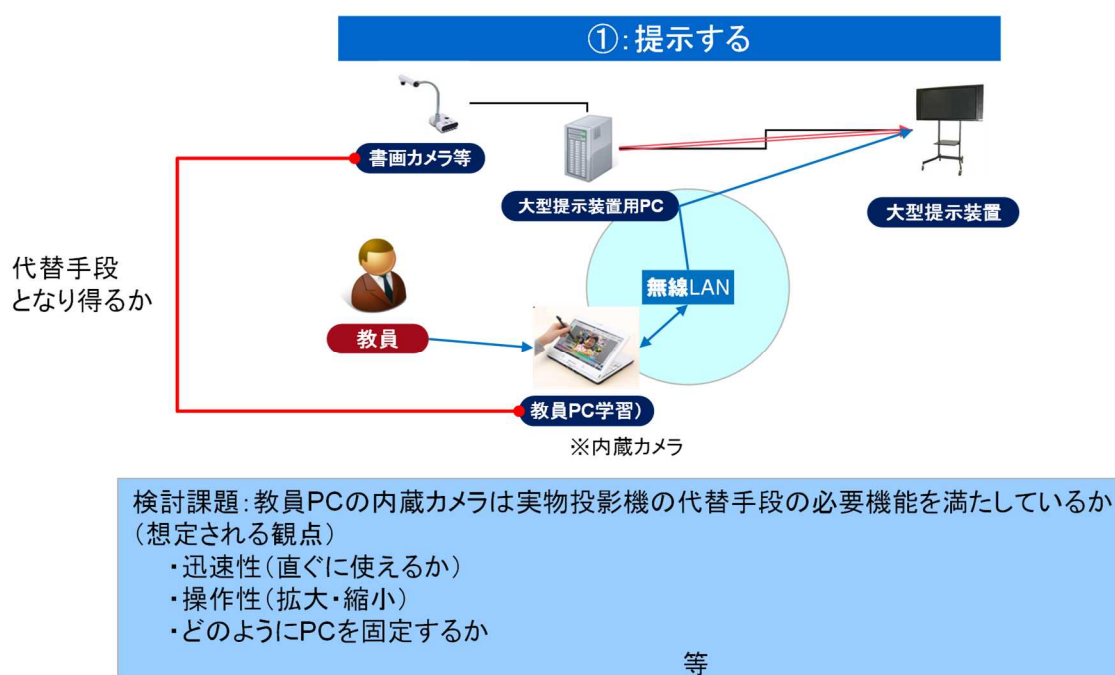 ①:提示する
書画カメラ等
大型提示装置用PC
大型提示装置
代替手段
となり得るか
無線LAN
教員
教員PC学習)
※内蔵カメラ
検討課題:教員PCの内蔵カメラは実物投影機の代替手段の必要機能を満たしているか
(想定される観点)
・迅速性(直ぐに使えるか)
・操作性(拡大・縮小)
・どのようにPCを固定するか
等